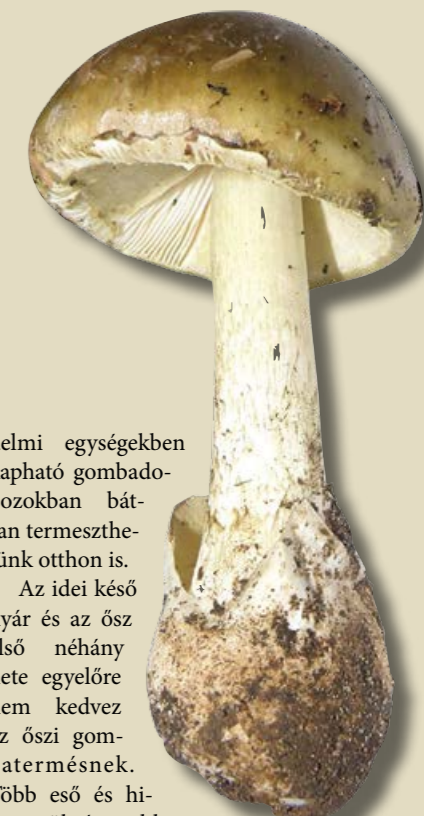 elmi egységekben
apható gombado-
ozokban bát-
an termeszthe-
ünk otthon is.
Az idei késő
yár és az ősz
lső néhány
ete egyelőre
em kedvez
z őszi gom-
atermésnek.
öbb eső és hi-